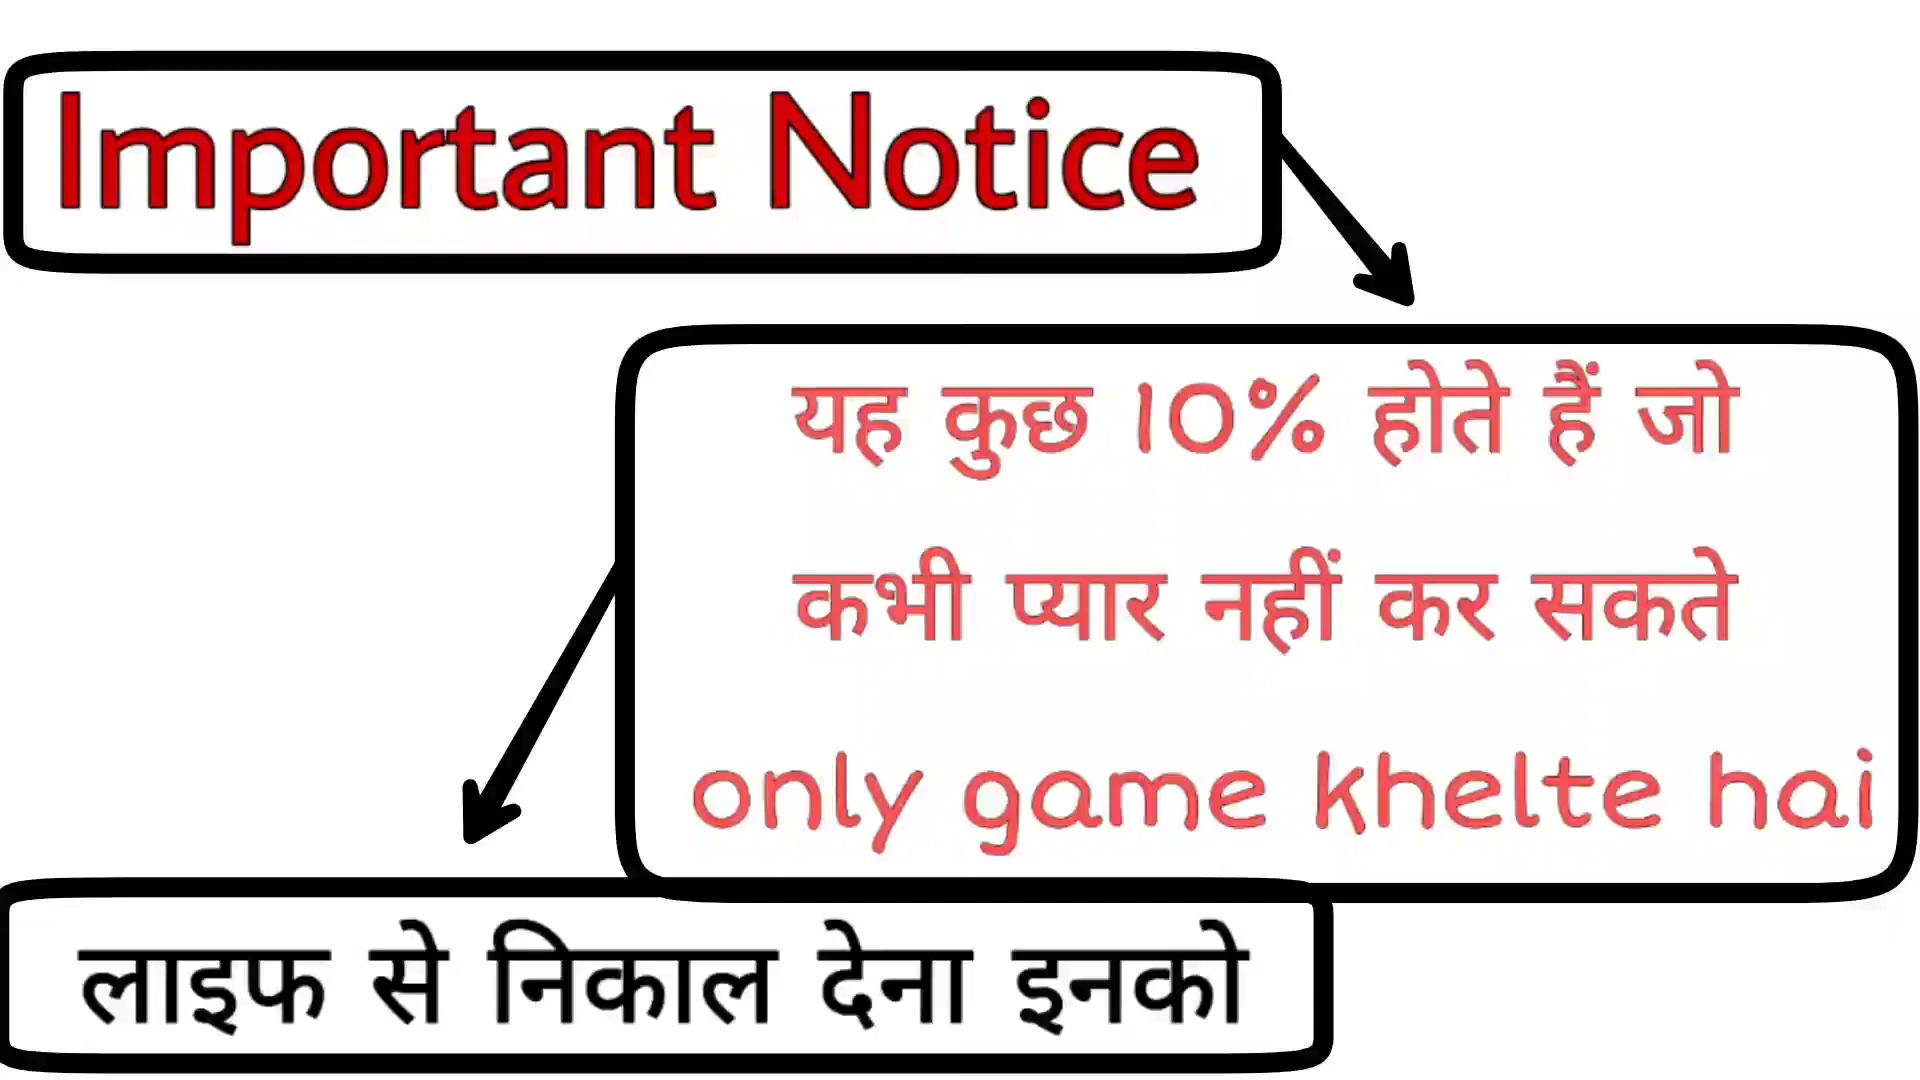 Important Notice
यह कुछ 10% होते हैं जो
कभी प्यार नहीं कर सकते
only game khelte hai
लाइफ से निकाल देना इनको